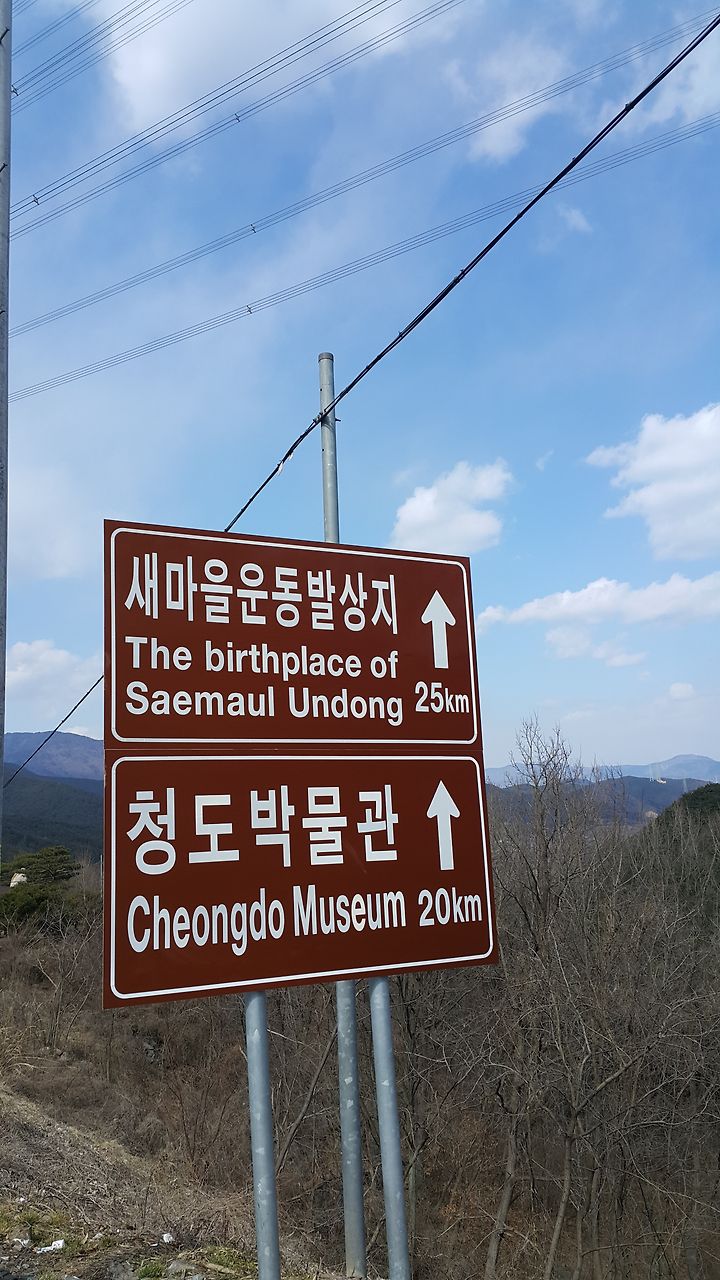 새마을운동발상지
The birthplace of
Saemaul Undong 25km
청도박물관
Cheongdo Museum 20km